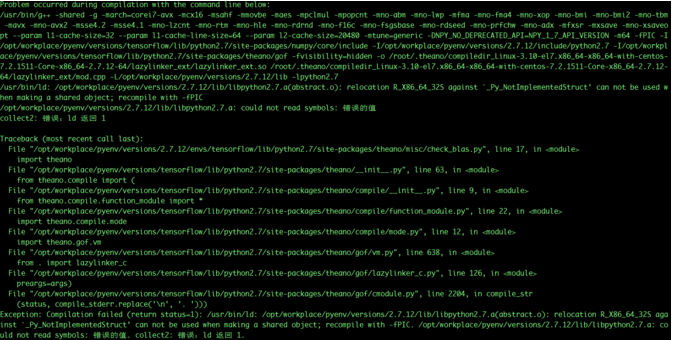 Problem occurred during compilation with the command line below:
/usr/bin/g++ -shared -g -march=corei7-avx -mcx16 -msahf -mmovbe -maes -mpclmul -mpopcnt -mno-abm -mno-lwp -mfma -mno-fma4 -mno-xop -mno-bmi -mno-bmi2 -mno-tbm
 -mavx -mno-avx2 -msse4.2 -msse4.1 -mno-lzcnt -mno-rtm -mno-hle -mno-rdrnd -mno-f16c -mno-fsgsbase -mno-rdseed -mno-prfchw -mno-adx -mfxsr -mxsave -mno-xsaveo
pt --param l1-cache-size=32 --param l1-cache-line-size=64 --param l2-cache-size=20480 -mtune=generic -DNPY_NO_DEPRECATED_API=NPY_1_7_API_VERSION -m64 -fPIC -I
/opt/workplace/pyenv/versions/tensorflow/lib/python2.7/site-packages/numpy/core/include -I/opt/workplace/pyenv/versions/2.7.12/include/python2.7 -I/opt/workpl
ace/pyenv/versions/tensorflow/lib/python2.7/site-packages/theano/gof -fvisibility=hidden -o /root/.theano/compiledir_Linux-3.10-el7.x86_64-x86_64-with-centos-
7.2.1511-Core-x86_64-2.7.12-64/lazylinker_ext/lazylinker_ext.so /root/.theano/compiledir_Linux-3.10-el7.x86_64-x86_64-with-centos-7.2.1511-Core-x86_64-2.7.12-
64/lazylinker_ext/mod.cpp -L/opt/workplace/pyenv/versions/2.7.12/lib -lpython2.7
/usr/bin/ld: /opt/workplace/pyenv/versions/2.7.12/lib/libpython2.7.a(abstract.o): relocation R_X86_64_32S against `_Py_NotImplementedStruct' can not be used w
hen making a shared object; recompile with -fPIC
/opt/workplace/pyenv/versions/2.7.12/lib/libpython2.7.a: could not read symbols: 错误的值
collect2: 错误：ld 返回 1
Traceback (most recent call last):
File "/opt/workplace/pyenv/versions/2.7.12/envs/tensorflow/lib/python2.7/site-packages/theano/misc/check_blas.py", line 17, in <module>
import theano
File "/opt/workplace/pyenv/versions/tensorflow/lib/python2.7/site-packages/theano/__init__.py", line 63, in <module>
from theano.compile import (
File "/opt/workplace/pyenv/versions/tensorflow/lib/python2.7/site-packages/theano/compile/__init__.py", line 9, in <module>
from theano.compile.function_module import *
File "/opt/workplace/pyenv/versions/tensorflow/lib/python2.7/site-packages/theano/compile/function_module.py", line 22, in <module>
import theano.compile.mode
File "/opt/workplace/pyenv/versions/tensorflow/lib/python2.7/site-packages/theano/compile/mode.py", line 12, in <module>
import theano.gof.vm
File "/opt/workplace/pyenv/versions/tensorflow/lib/python2.7/site-packages/theano/gof/vm.py", line 638, in <module>
from . import lazylinker_c
File "/opt/workplace/pyenv/versions/tensorflow/lib/python2.7/site-packages/theano/gof/lazylinker_c.py", line 126, in <module>
preargs=args)
File "/opt/workplace/pyenv/versions/tensorflow/lib/python2.7/site-packages/theano/gof/cmodule.py", line 2204, in compile_str
(status, compile_stderr.replace('\n', '. ')))
Exception: Compilation failed (return status=1): /usr/bin/ld: /opt/workplace/pyenv/versions/2.7.12/lib/libpython2.7.a(abstract.o): relocation R_X86_64_32S aga
inst `_Py_NotImplementedStruct' can not be used when making a shared object; recompile with -fPIC. /opt/workplace/pyenv/versions/2.7.12/lib/libpython2.7.a: co
uld not read symbols: 错误的值. collect2: 错误：ld 返回 1.